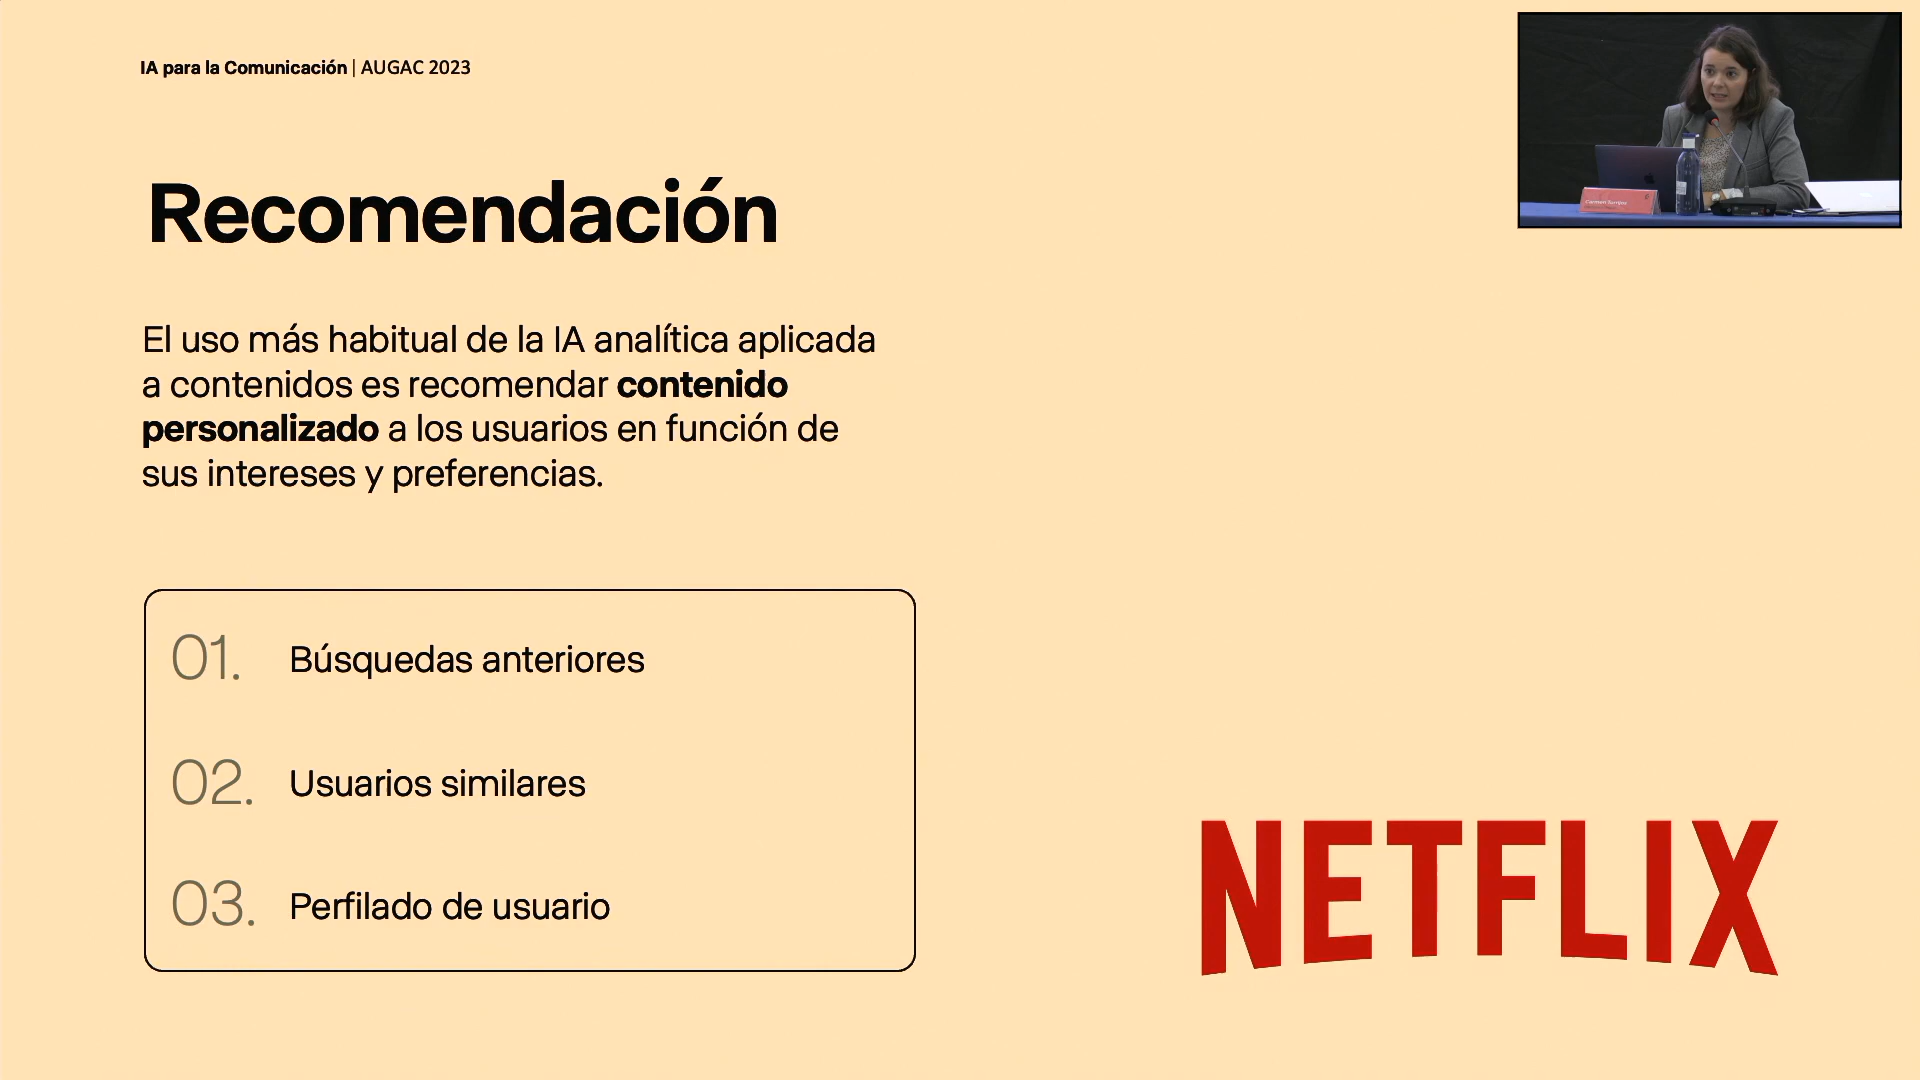 IA para la Comunicación | AUGAC 2023
Recomendación
El uso más habitual de la IA analítica aplicada
a contenidos es recomendar contenido
personalizado a los usuarios en función de
sus intereses y preferencias.
01. Búsquedas anteriores
02. Usuarios similares
03. Perfilado de usuario
NETFLIX